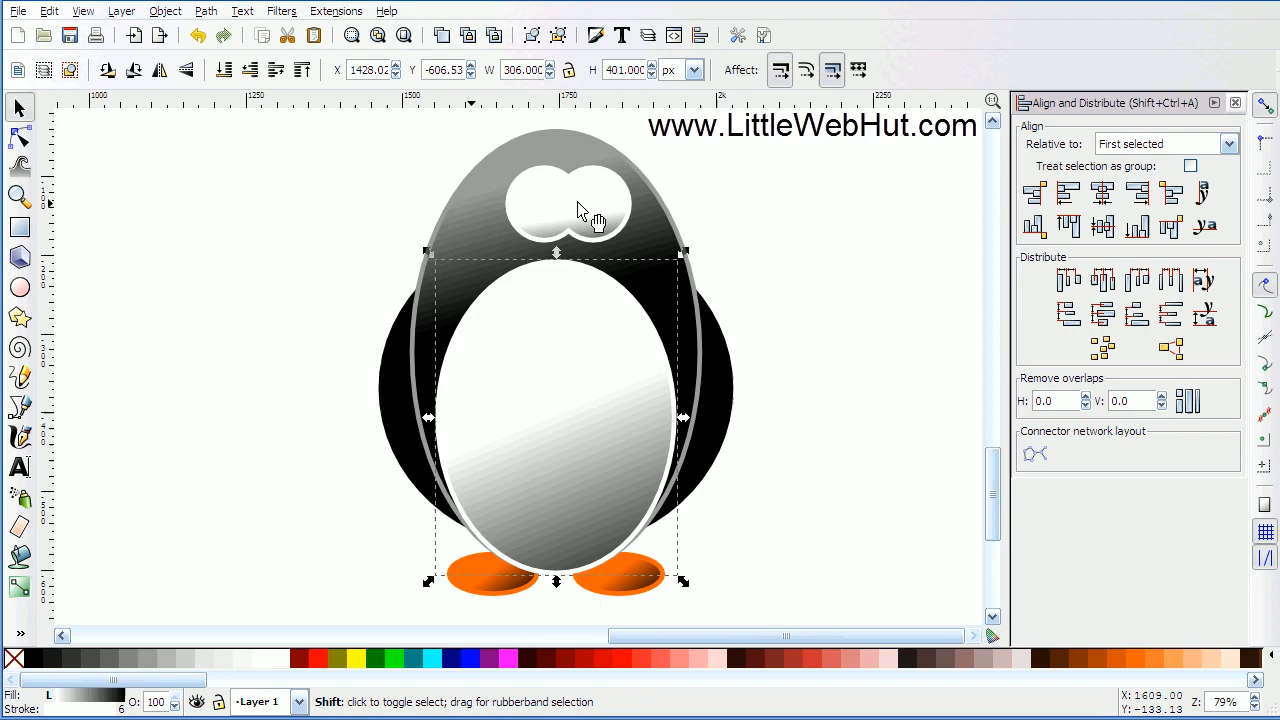 File Edit View Layer Object Path Text Filters Extensions Help
X 1428.02 Y -606.53 W 306.000 H 401.000 px Affect:
1000 1250 1500 1750 2k 2250
www.LittleWebHut.com
Align and Distribute (Shift+Ctrl+A)
Align
Relative to: First selected
Treat selection as group:
Distribute
Remove overlaps
H: 0.0 V: 0.0
Connector network layout
Fill: L
Stroke: 6
O: 100
·Layer 1
Shift: click to toggle select; drag for rubberband selection
X: 1609.00
Y: -133.13
Z: 79%